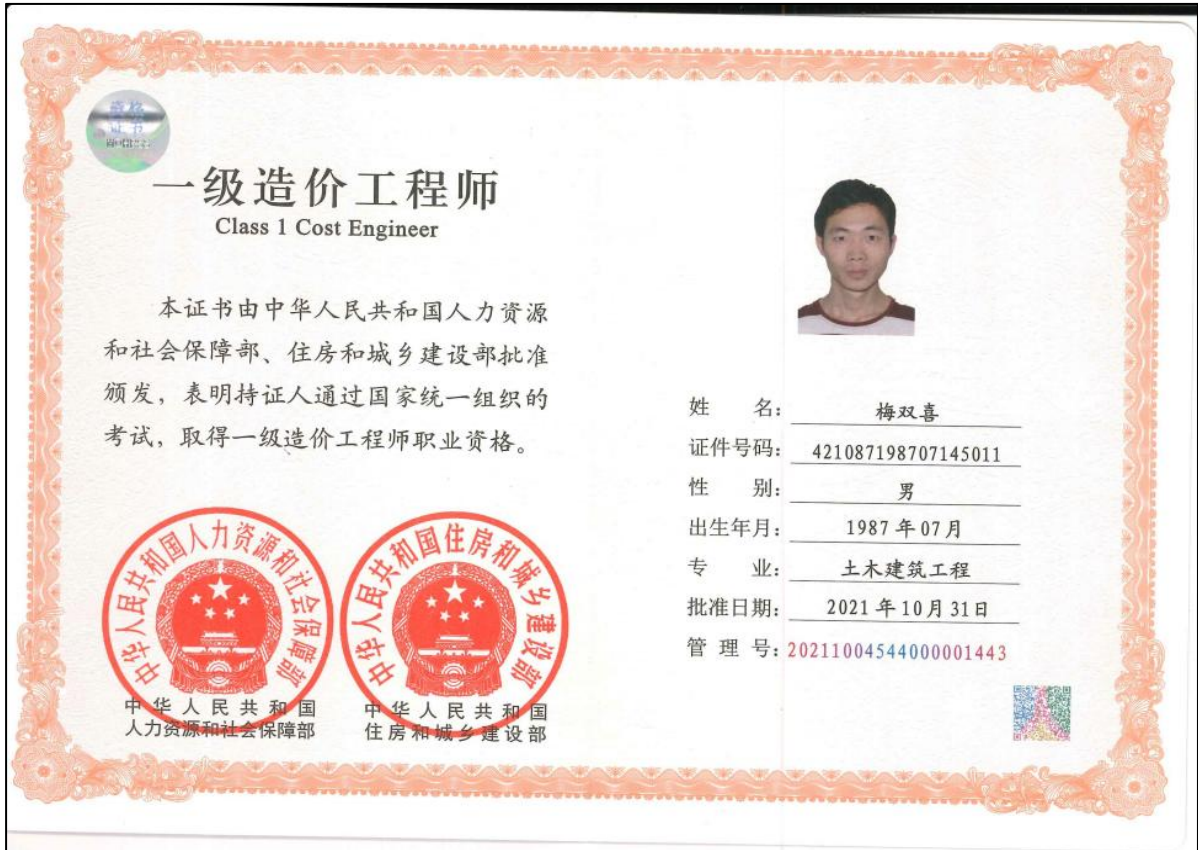 资格
证书
一级造价工程师
Class 1 Cost Engineer
本证书由中华人民共和国人力资源
和社会保障部、住房和城乡建设部批准
颁发，表明持证人通过国家统一组织的
考试，取得一级造价工程师职业资格。
中华人民共和国人力资源和社会保障部
中华人民共和国住房和城乡建设部
中华人民共和国
人力资源和社会保障部
中华人民共和国
住房和城乡建设部
姓 名：梅双喜
证件号码：421087198707145011
性 别：男
出生年月：1987年07月
专 业：土木建筑工程
批准日期：2021年10月31日
管 理 号：20211004544000001443